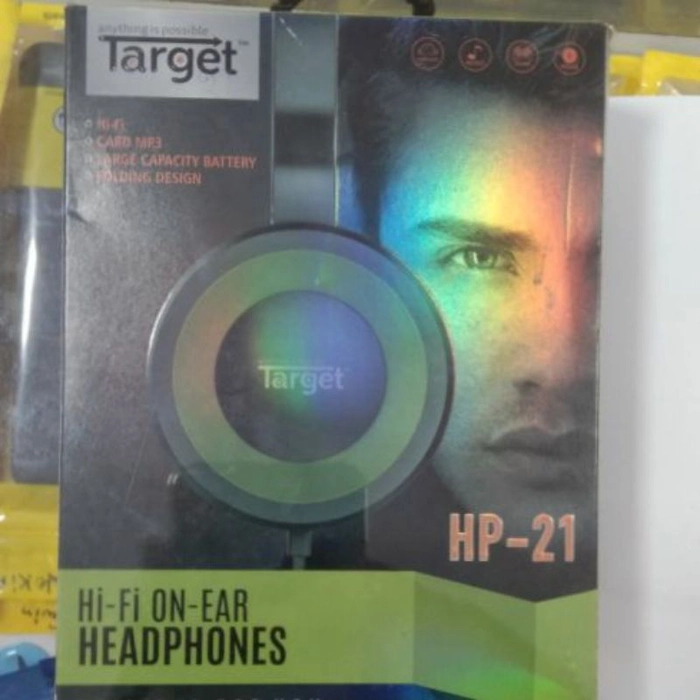 anything is possible
Target™
Hi-Fi
CARD MP3
LARGE CAPACITY BATTERY
FOLDING DESIGN
Target
HP-21
Hi-Fi ON-EAR
HEADPHONES